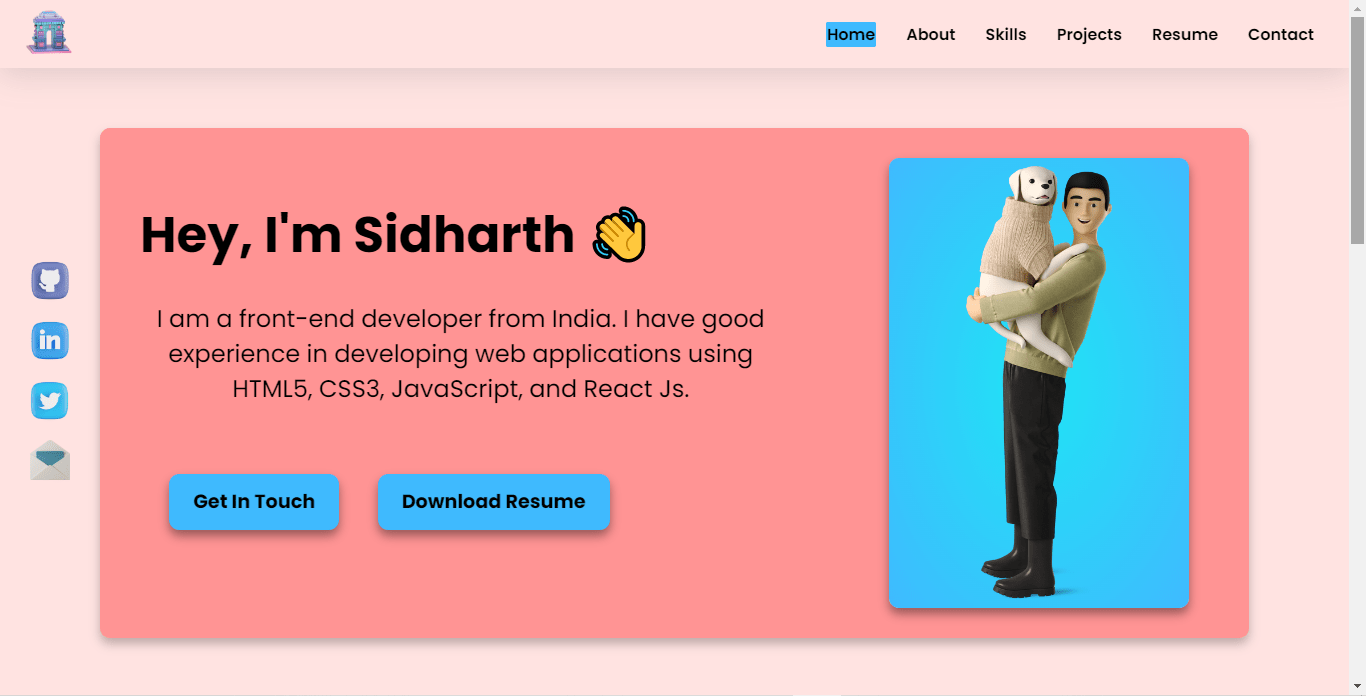 Home
About
Skills
Projects
Resume
Contact
Hey, I'm Sidharth 👋
I am a front-end developer from India. I have good
experience in developing web applications using
HTML5, CSS3, JavaScript, and React Js.
in
Get In Touch
Download Resume